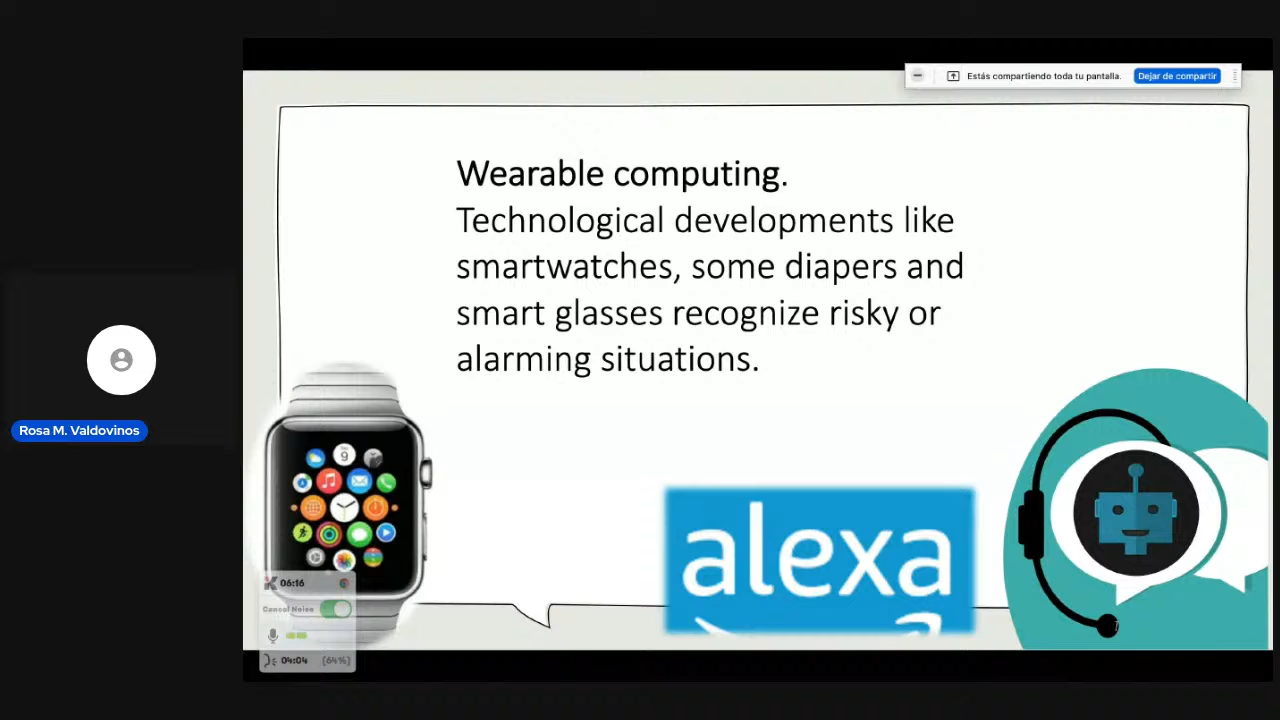 Estás compartiendo toda tu pantalla. Dejar de compartir
Wearable computing.
Technological developments like
smartwatches, some diapers and
smart glasses recognize risky or
alarming situations.
Rosa M. Valdovinos
9
alexa
06:16
Cancel Noise
04:04 (64%)